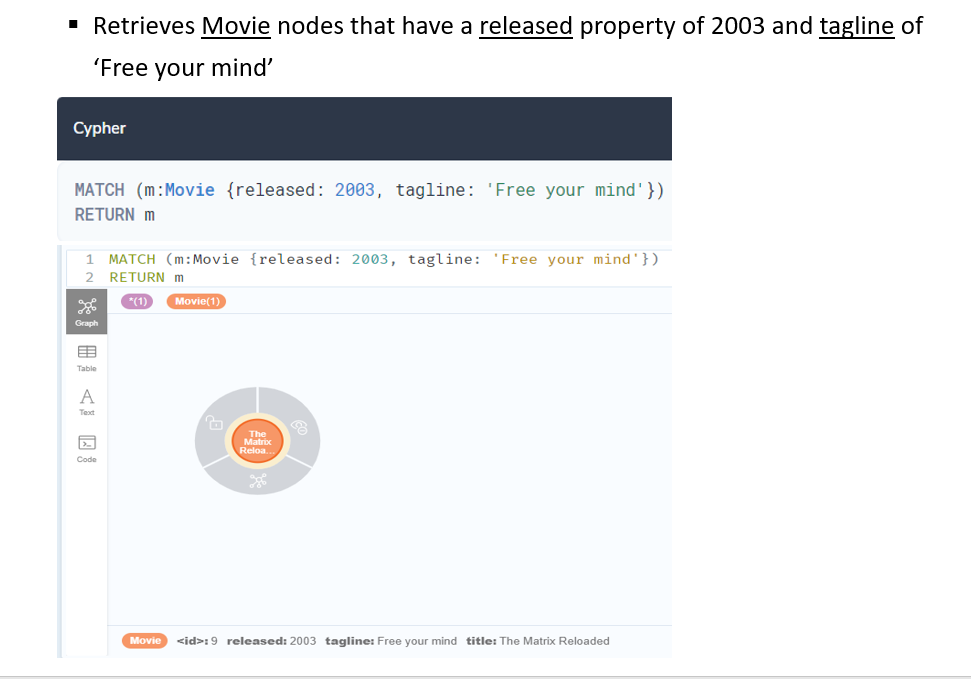 ▪ Retrieves Movie nodes that have a released property of 2003 and tagline of
‘Free your mind’
Cypher
MATCH (m:Movie {released: 2003, tagline: 'Free your mind'})
RETURN m
1 MATCH (m:Movie {released: 2003, tagline: 'Free your mind'})
2 RETURN m
*(1) Movie(1)
Graph
Table
A
Text
Code
The
Matrix
Reloa...
Movie <id>: 9 released: 2003 tagline: Free your mind title: The Matrix Reloaded